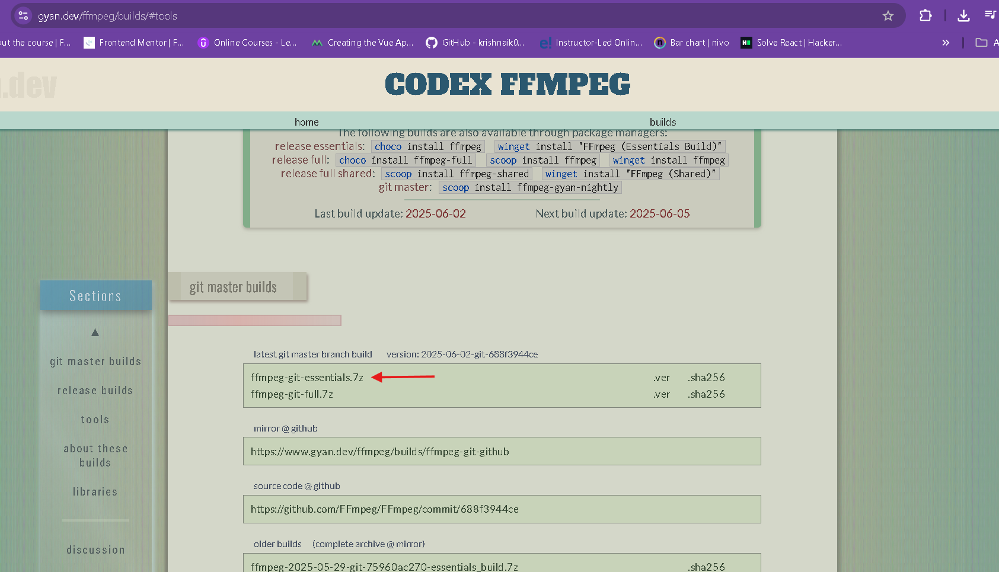 gyan.dev/ffmpeg/builds/#tools
out the course | F...
Frontend Mentor | F...
Online Courses - Le...
Creating the Vue Ap...
GitHub - krishnaik0...
Instructor-Led Onlin...
Bar chart | nivo
Solve React | Hacker...
»
A
.dev
CODEX FFMPEG
home
builds
The following builds are also available through package managers:
release essentials: choco install ffmpeg winget install "FFmpeg (Essentials Build)"
release full: choco install ffmpeg-full scoop install ffmpeg winget install ffmpeg
release full shared: scoop install ffmpeg-shared winget install "FFmpeg (Shared)"
git master: scoop install ffmpeg-gyan-nightly
Last build update: 2025-06-02 Next build update: 2025-06-05
Sections
▲
git master builds
release builds
tools
about these
builds
libraries
discussion
git master builds
latest git master branch build version: 2025-06-02-git-688f3944ce
ffmpeg-git-essentials.7z .ver .sha256
ffmpeg-git-full.7z .ver .sha256
mirror @ github
https://www.gyan.dev/ffmpeg/builds/ffmpeg-git-github
source code @ github
https://github.com/FFmpeg/FFmpeg/commit/688f3944ce
older builds (complete archive @ mirror)
ffmpeg-2025-05-29-git-75960ac270-essentials_build.7z .sha256